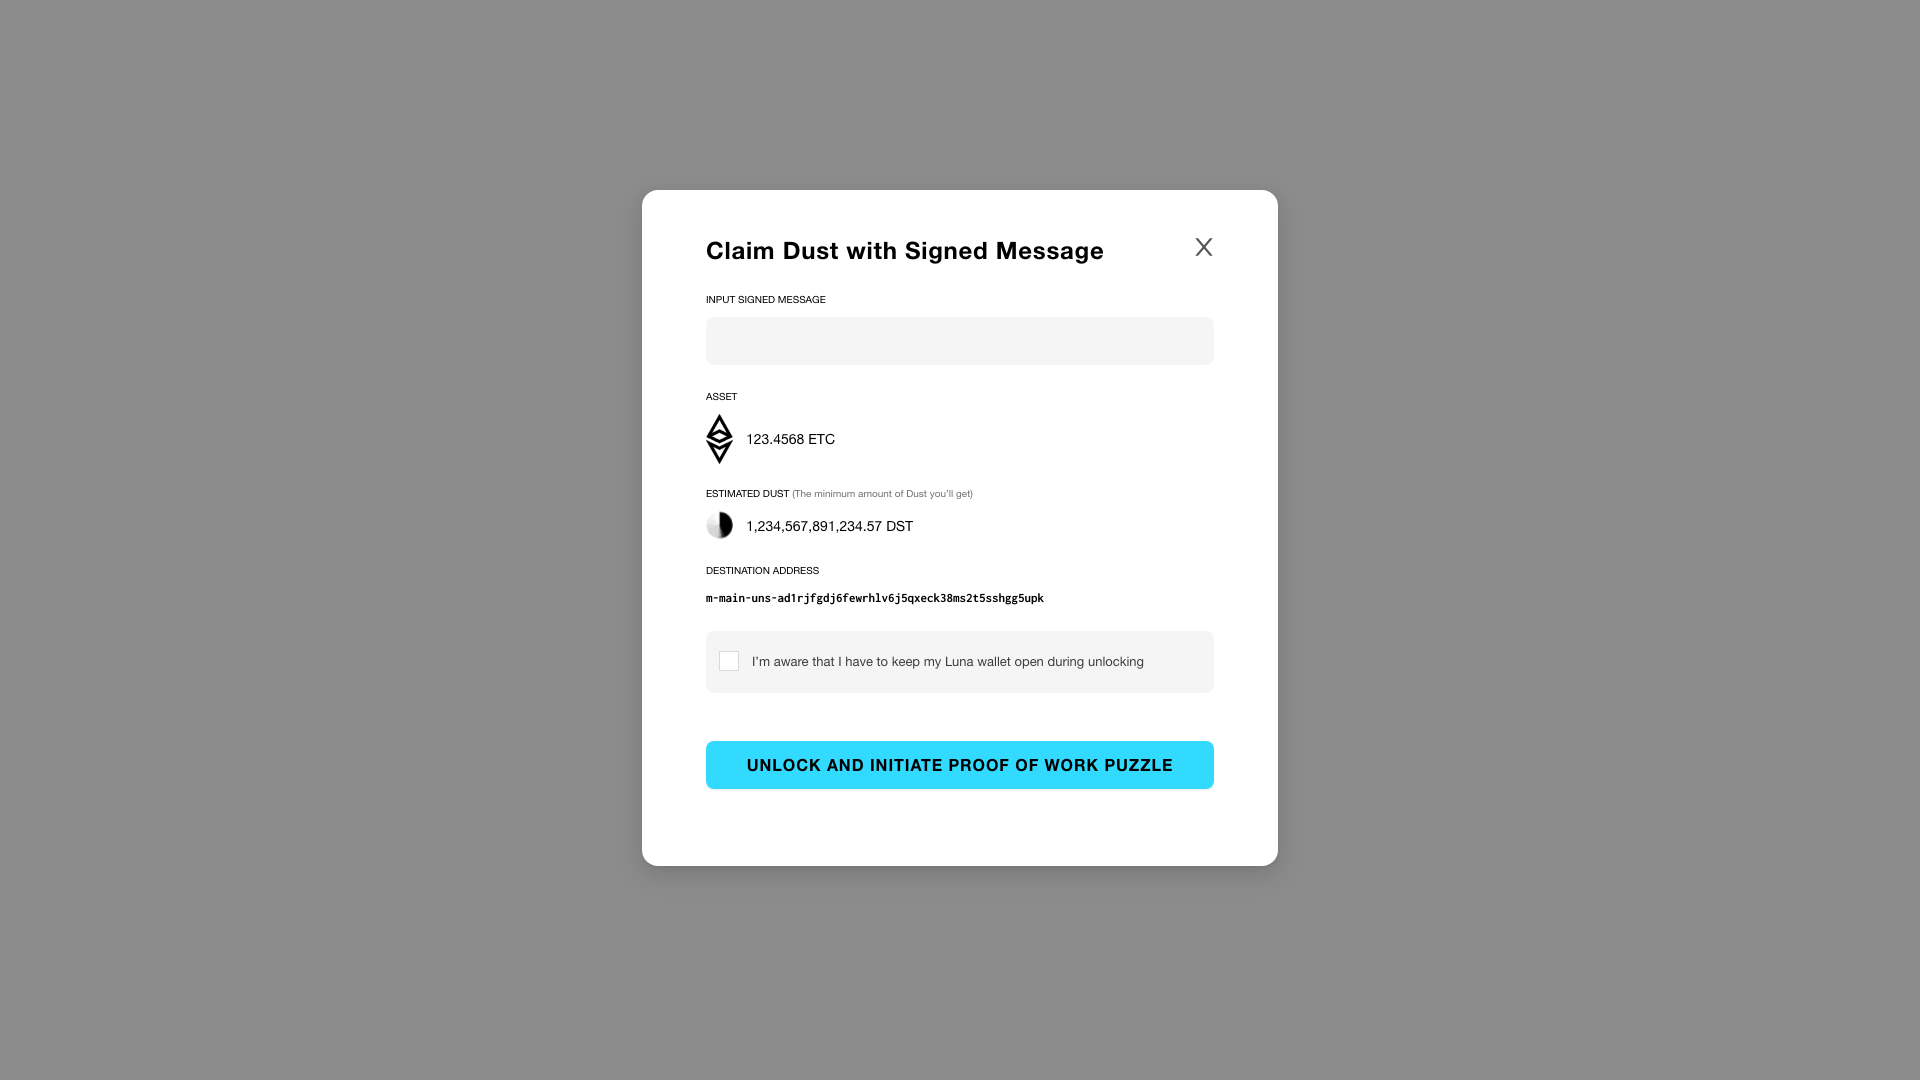 Claim Dust with Signed Message
X
INPUT SIGNED MESSAGE
ASSET
123.4568 ETC
ESTIMATED DUST (The minimum amount of Dust you'll get)
1,234,567,891,234.57 DST
DESTINATION ADDRESS
m-main-uns-ad1rjfgdj6fewrhlv6j5qxeck38ms2t5sshgg5upk
I'm aware that I have to keep my Luna wallet open during unlocking
UNLOCK AND INITIATE PROOF OF WORK PUZZLE